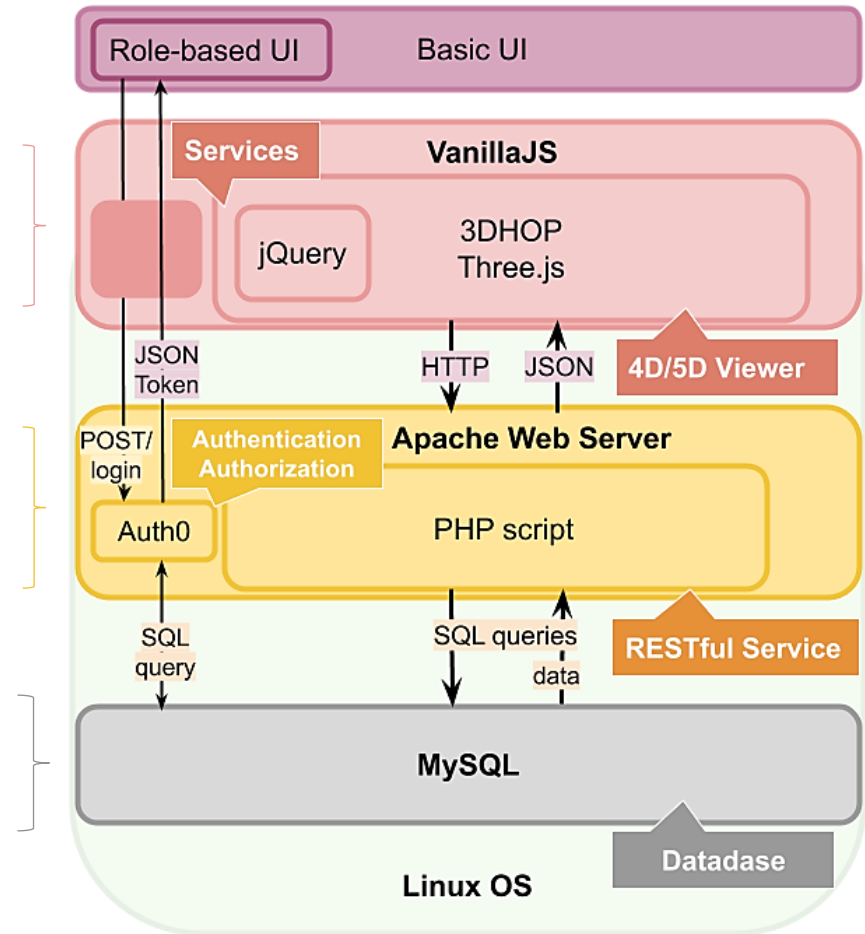 Role-based UI
Basic UI
Services
VanillaJS
jQuery
3DHOP
Three.js
JSON
Token
HTTP
JSON
4D/5D Viewer
POST/
login
Authentication
Authorization
Apache Web Server
Auth0
PHP script
SQL
query
SQL queries
data
RESTful Service
MySQL
Datadase
Linux OS